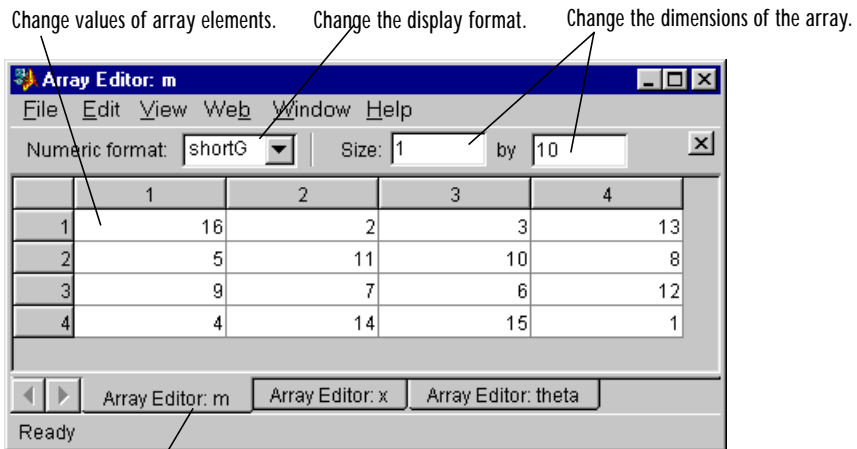 Change values of array elements. Change the display format. Change the dimensions of the array.
Array Editor: m
File Edit View Web Window Help
Numeric format: shortG Size: 1 by 10
1 2 3 4
1 16 2 3 13
2 5 11 10 8
3 9 7 6 12
4 4 14 15 1
Array Editor: m Array Editor: x Array Editor: theta
Ready